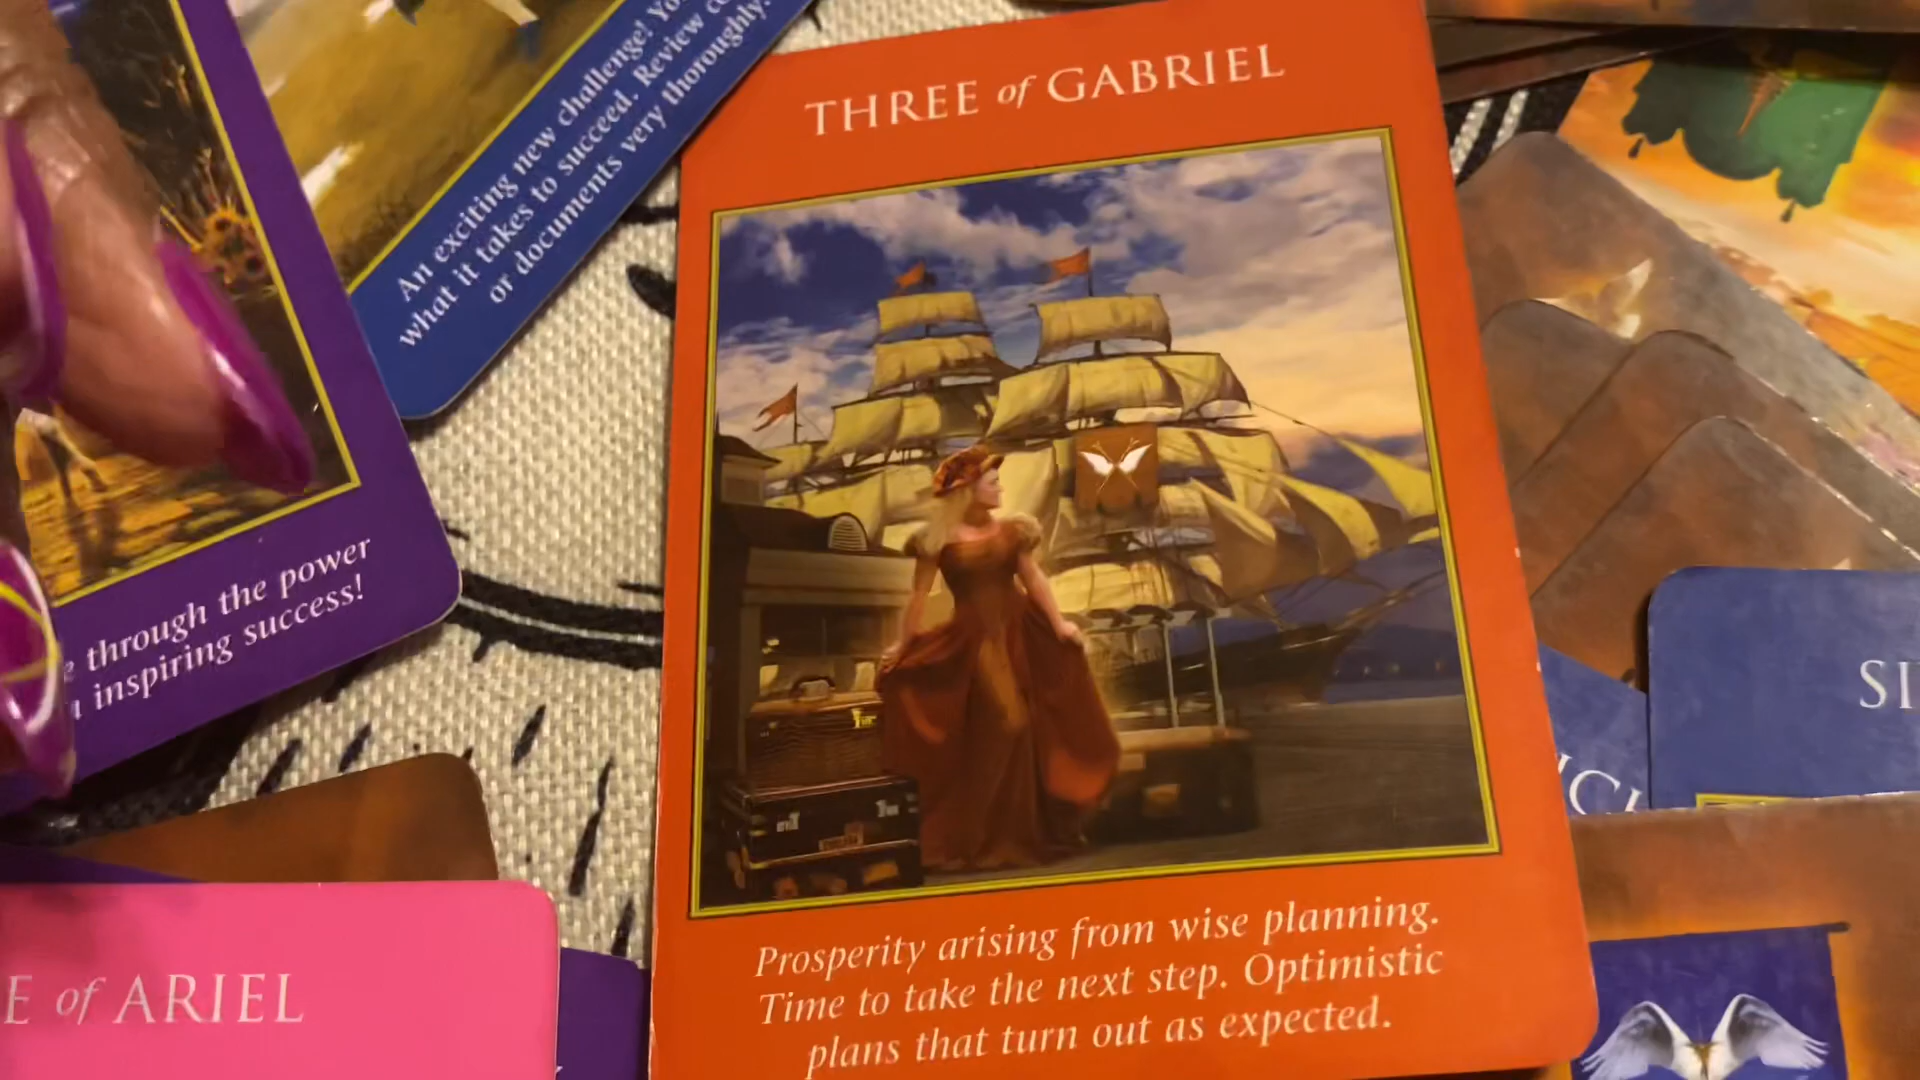 An exciting new challenge!
what it takes to succeed. Review
or documents very thoroughly.
THREE of GABRIEL
through the power
inspiring success!
of ARIEL
Prosperity arising from wise planning.
Time to take the next step. Optimistic
plans that turn out as expected.